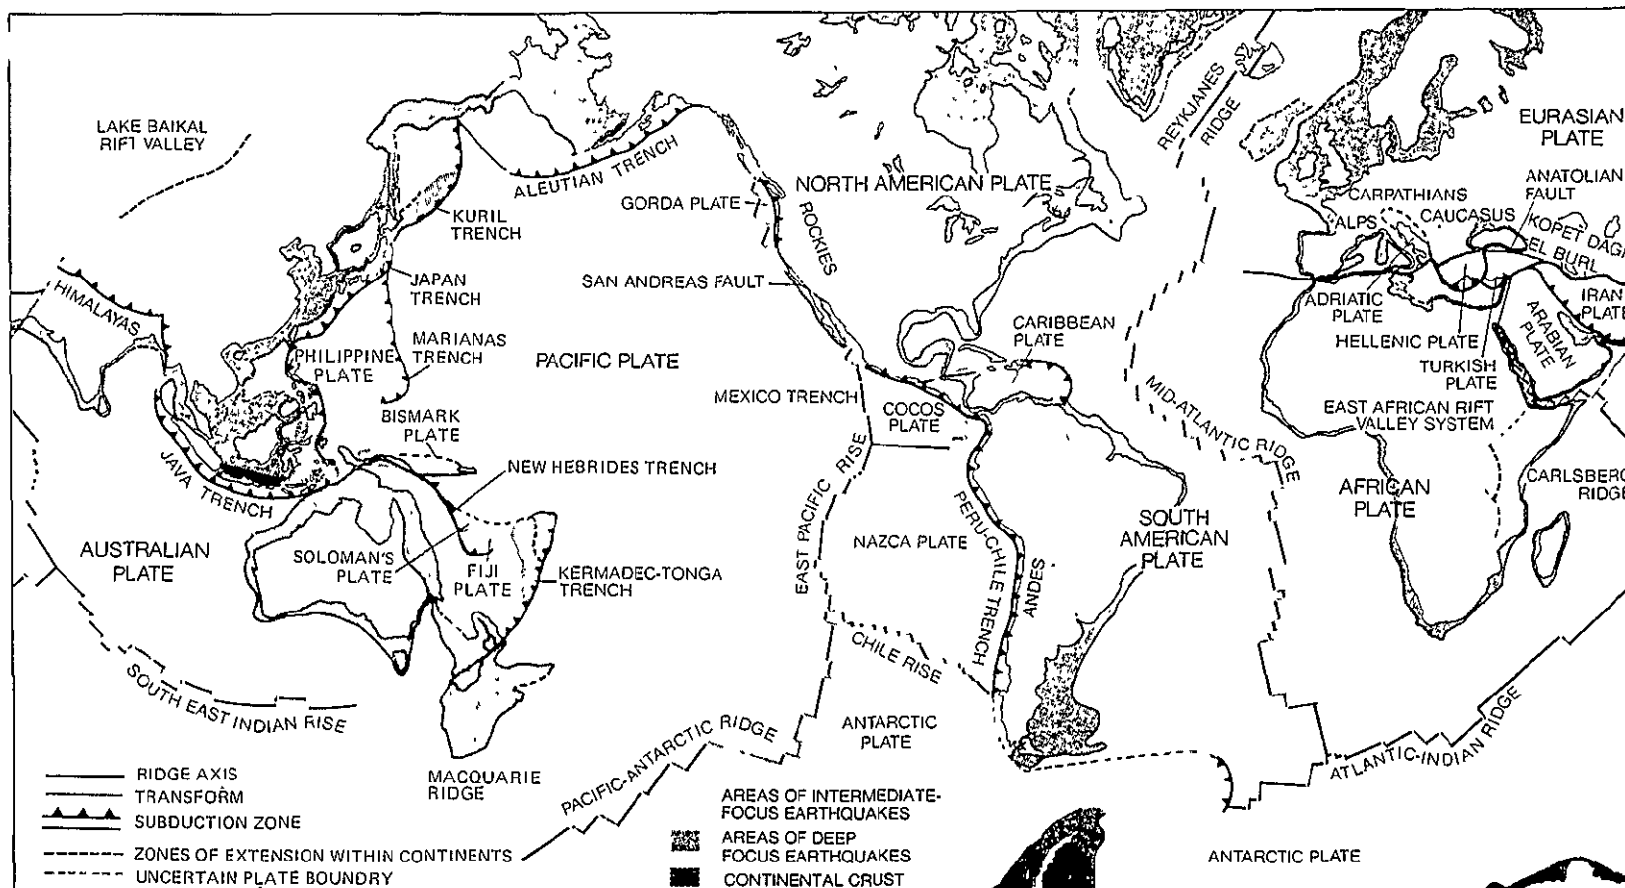 LAKE BAIKAL
RIFT VALLEY
ALEUTIAN TRENCH
KURIL
TRENCH
JAPAN
TRENCH
MARIANAS
TRENCH
HIMALAYAS
PHILIPPINE
PLATE
PACIFIC PLATE
BISMARK
PLATE
JAVA TRENCH
NEW HEBRIDES TRENCH
AUSTRALIAN
PLATE
SOLOMAN'S
PLATE
FIJI
PLATE
KERMADEC-TONGA
TRENCH
SOUTH EAST INDIAN RISE
MACQUARIE
RIDGE
PACIFIC-ANTARCTIC RIDGE
GORDA PLATE
ROCKIES
SAN ANDREAS FAULT
NORTH AMERICAN PLATE
REYKJANES
RIDGE
CARIBBEAN
PLATE
MEXICO TRENCH
COCOS
PLATE
EAST PACIFIC RISE
NAZCA PLATE
PERU-CHILE TRENCH
ANDES
CHILE RISE
SOUTH
AMERICAN
PLATE
ANTARCTIC
PLATE
MID-ATLANTIC RIDGE
EURASIAN
PLATE
CARPATHIANS
ANATOLIAN
FAULT
ALPS
CAUCASUS
KOPET DAG
EL BURL
ADRIATIC
PLATE
IRAN
PLATE
ARABIAN
PLATE
HELLENIC PLATE
TURKISH
PLATE
EAST AFRICAN RIFT
VALLEY SYSTEM
AFRICAN
PLATE
CARLSBERG
RIDGE
ATLANTIC-INDIAN RIDGE
ANTARCTIC PLATE
RIDGE AXIS
TRANSFORM
SUBDUCTION ZONE
ZONES OF EXTENSION WITHIN CONTINENTS
UNCERTAIN PLATE BOUNDRY
AREAS OF INTERMEDIATE-
FOCUS EARTHQUAKES
AREAS OF DEEP
FOCUS EARTHQUAKES
CONTINENTAL CRUST